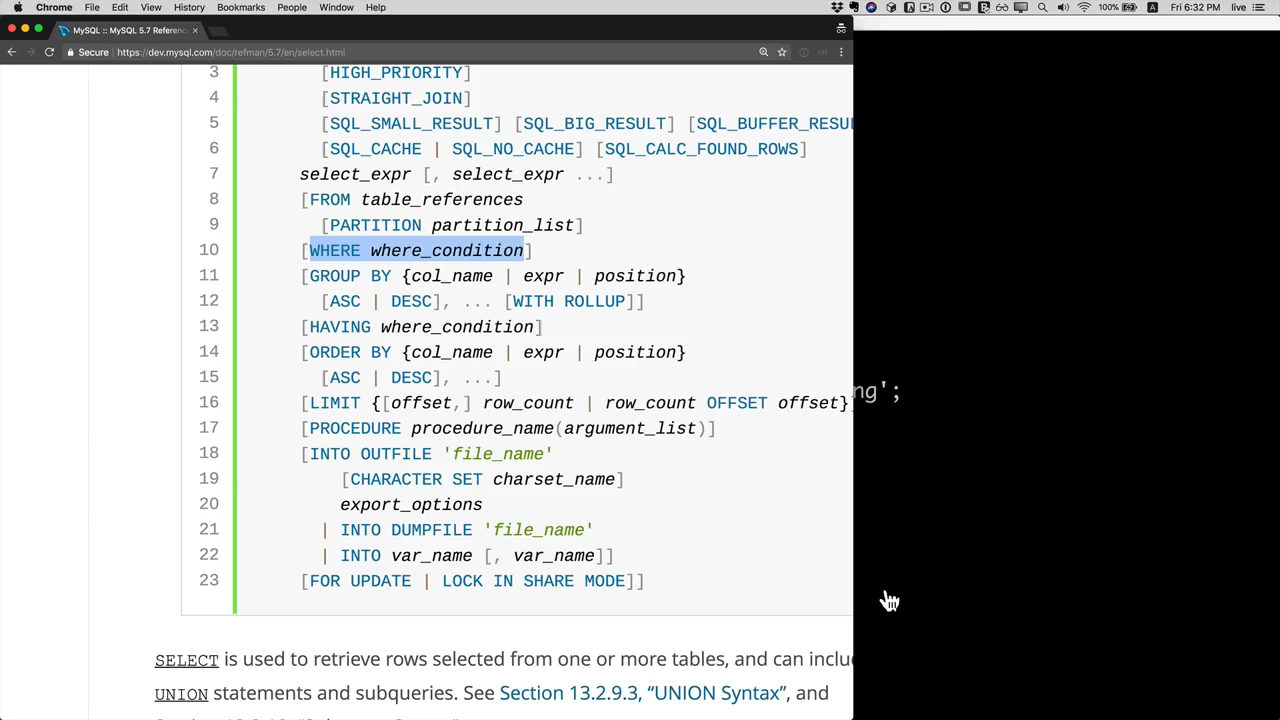 Chrome File Edit View History Bookmarks People Window Help 100% A Fri 6:32 PM live
MySQL :: MySQL 5.7 Referenc ×
Secure https://dev.mysql.com/doc/refman/5.7/en/select.html
3 [HIGH_PRIORITY]
4 [STRAIGHT_JOIN]
5 [SQL_SMALL_RESULT] [SQL_BIG_RESULT] [SQL_BUFFER_RESU
6 [SQL_CACHE | SQL_NO_CACHE] [SQL_CALC_FOUND_ROWS]
7 select_expr [, select_expr ...]
8 [FROM table_references
9 [PARTITION partition_list]
10 [WHERE where_condition]
11 [GROUP BY {col_name | expr | position}
12 [ASC | DESC], ... [WITH ROLLUP]]
13 [HAVING where_condition]
14 [ORDER BY {col_name | expr | position}
15 [ASC | DESC], ...]
16 [LIMIT {[offset,] row_count | row_count OFFSET offset}]
ng';
17 [PROCEDURE procedure_name(argument_list)]
18 [INTO OUTFILE 'file_name'
19 [CHARACTER SET charset_name]
20 export_options
21 | INTO DUMPFILE 'file_name'
22 | INTO var_name [, var_name]]
23 [FOR UPDATE | LOCK IN SHARE MODE]]
SELECT is used to retrieve rows selected from one or more tables, and can inclu
UNION statements and subqueries. See Section 13.2.9.3, “UNION Syntax”, and